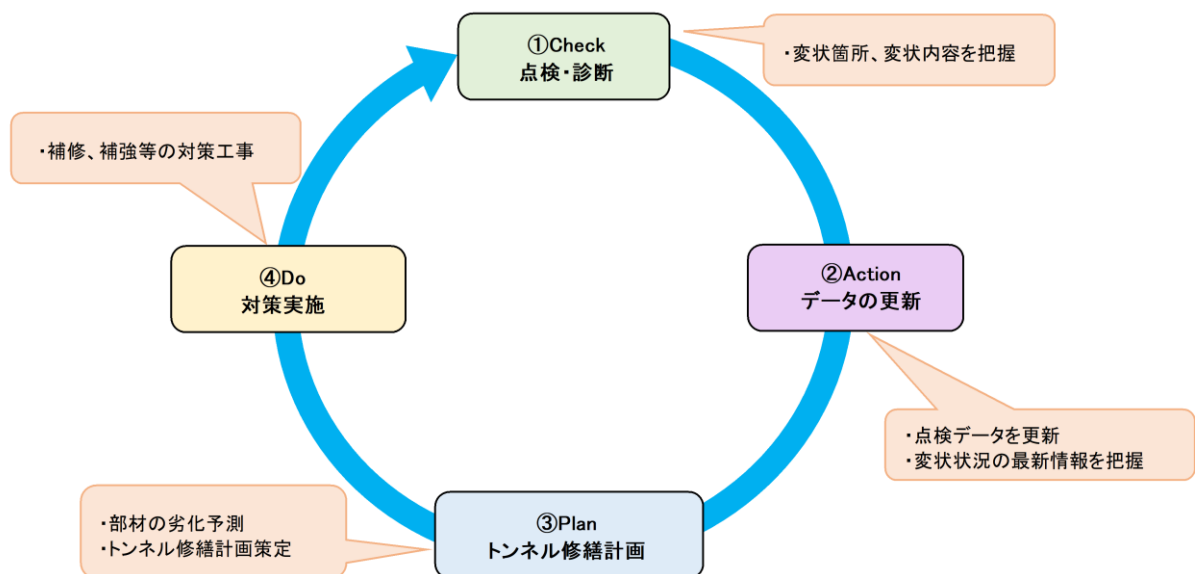 ①Check
点検・診断
・変状箇所、変状内容を把握
②Action
データの更新
・点検データを更新
・変状状況の最新情報を把握
③Plan
トンネル修繕計画
・部材の劣化予測
・トンネル修繕計画策定
④Do
対策実施
・補修、補強等の対策工事